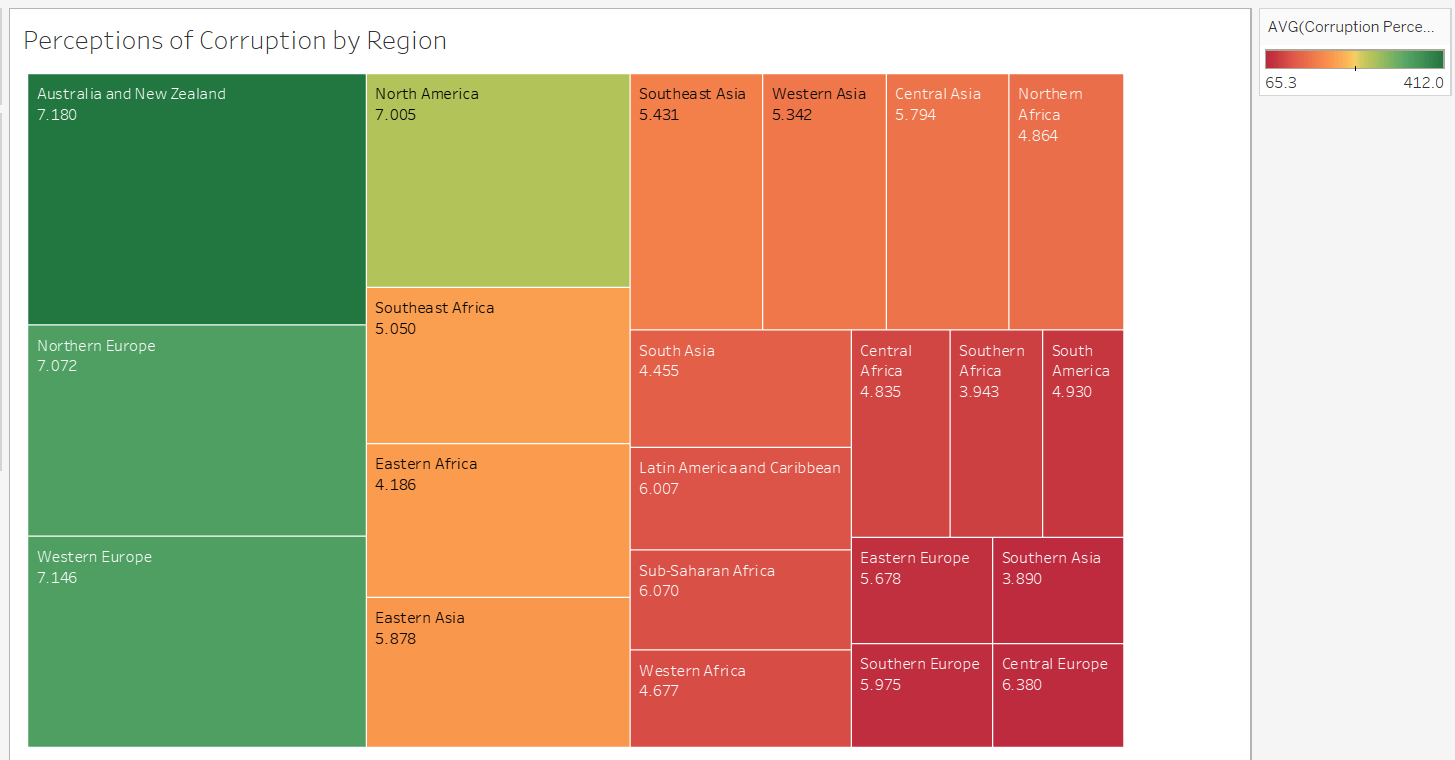 Perceptions of Corruption by Region
AVG(Corruption Perce...
65.3
412.0
Australia and New Zealand
7.180
North America
7.005
Southeast Asia
5.431
Western Asia
5.342
Central Asia
5.794
Northern
Africa
4.864
Southeast Africa
5.050
Northern Europe
7.072
South Asia
4.455
Central
Africa
4.835
Southern
Africa
3.943
South
America
4.930
Eastern Africa
4.186
Latin America and Caribbean
6.007
Western Europe
7.146
Sub-Saharan Africa
6.070
Eastern Europe
5.678
Southern Asia
3.890
Eastern Asia
5.878
Western Africa
4.677
Southern Europe
5.975
Central Europe
6.380